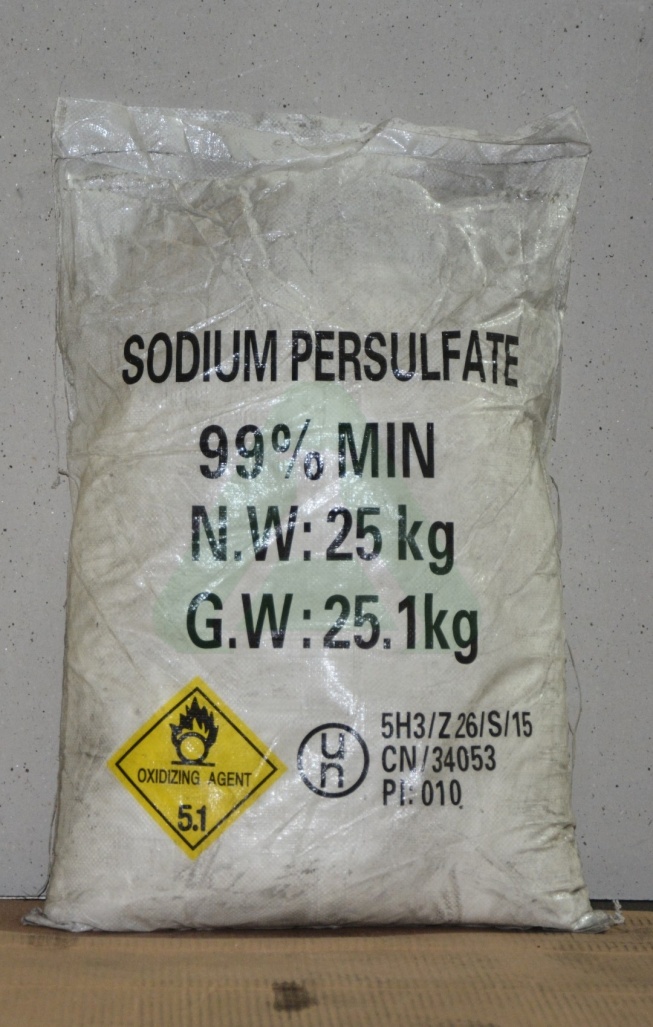 SODIUM PERSULFATE
99% MIN
N.W: 25 kg
G.W: 25.1kg
OXIDIZING AGENT
5.1
un
5H3/Z26/S/15
CN/34053
PI: 010